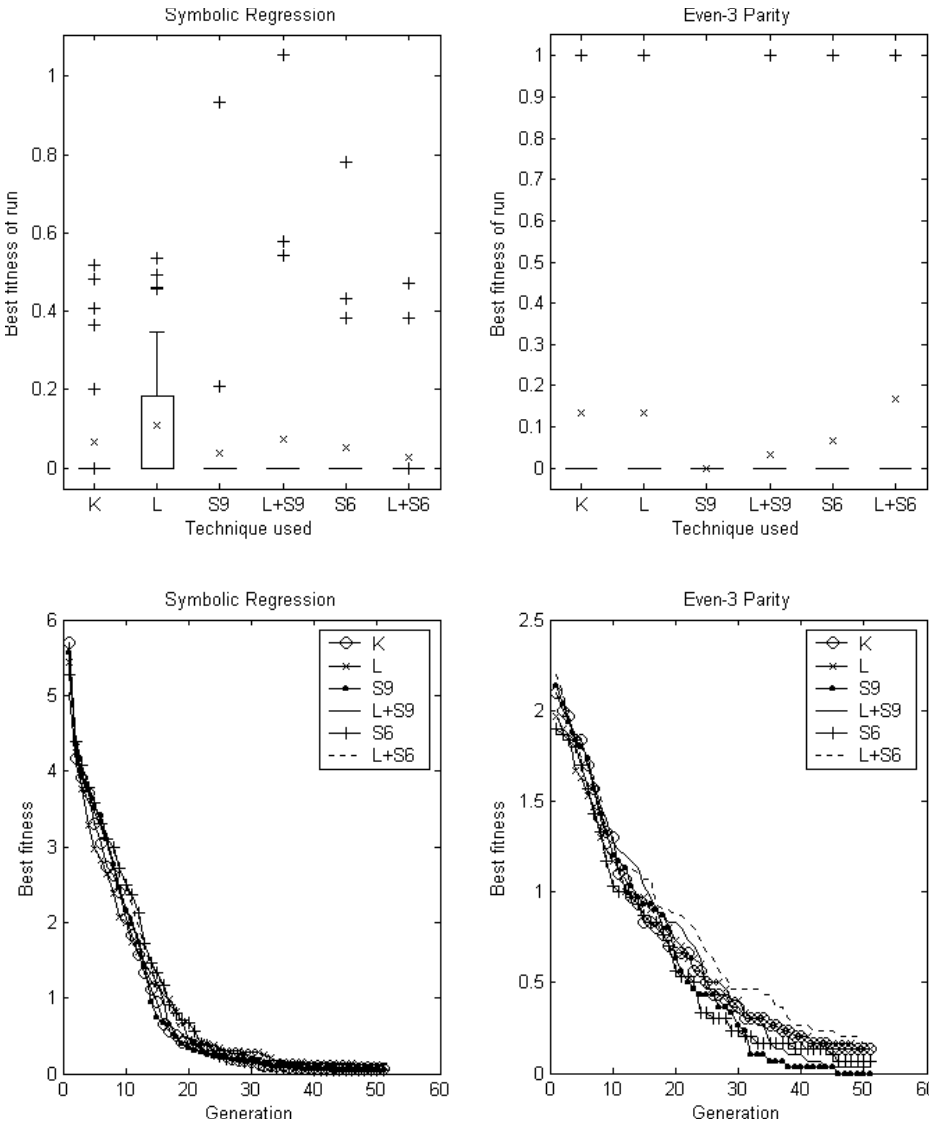 Symbolic Regression
Best fitness of run
1
0.8
0.6
0.4
0.2
0
K L S9 L+S9 S6 L+S6
Technique used
Even-3 Parity
Best fitness of run
1
0.9
0.8
0.7
0.6
0.5
0.4
0.3
0.2
0.1
0
K L S9 L+S9 S6 L+S6
Technique used
Symbolic Regression
Best fitness
6
5
4
3
2
1
0
0 10 20 30 40 50 60
Generation
K
L
S9
L+S9
S6
L+S6
Even-3 Parity
Best fitness
2.5
2
1.5
1
0.5
0
0 10 20 30 40 50 60
Generation
K
L
S9
L+S9
S6
L+S6